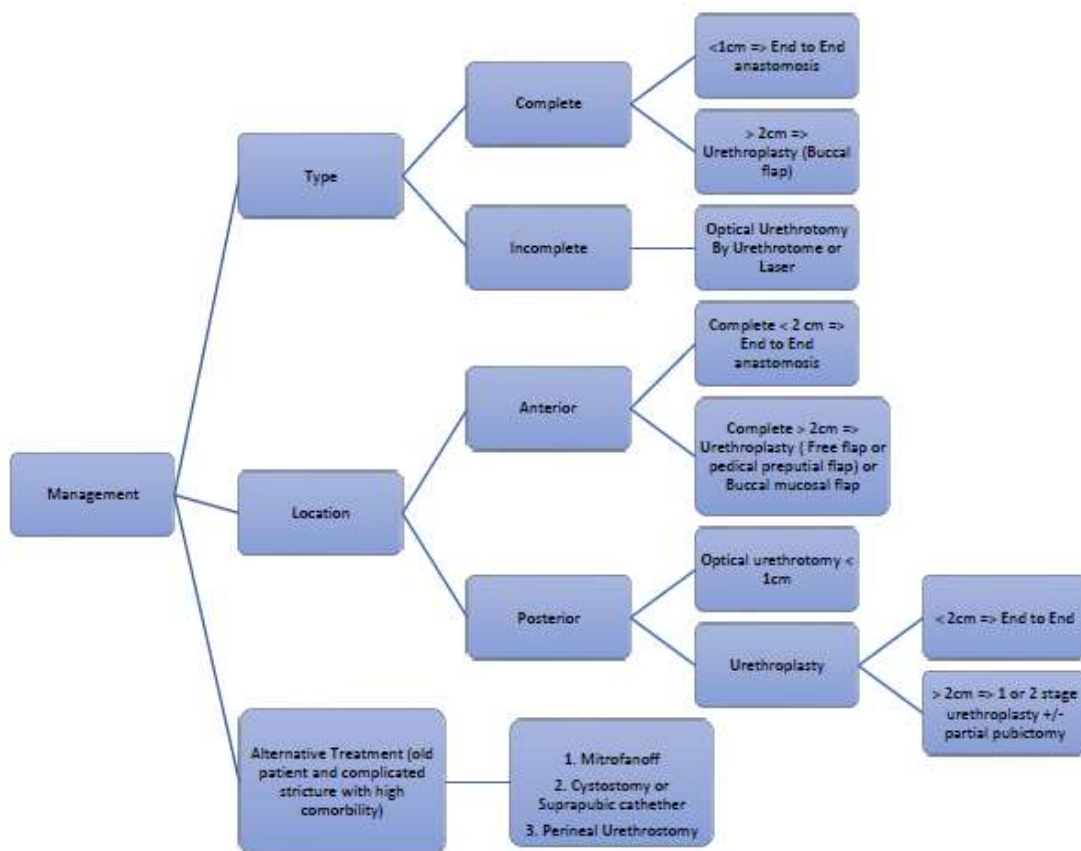 Management
Type
Complete
<1cm => End to End
anastomosis
> 2cm =>
Urethroplasty (Buccal
flap)
Incomplete
Optical Urethrotomy
By Urethrotome or
Laser
Location
Anterior
Complete < 2 cm =>
End to End
anastomosis
Complete > 2cm =>
Urethroplasty ( Free flap or
pedical preputial flap) or
Buccal mucosal flap
Posterior
Optical urethrotomy <
1cm
Urethroplasty
< 2cm => End to End
> 2cm => 1 or 2 stage
urethroplasty +/-
partial pubictomy
Alternative Treatment (old
patient and complicated
stricture with high
comorbility)
1. Mitrofanoff
2. Cystostomy or
Suprapubic cathether
3. Perineal Urethrostomy